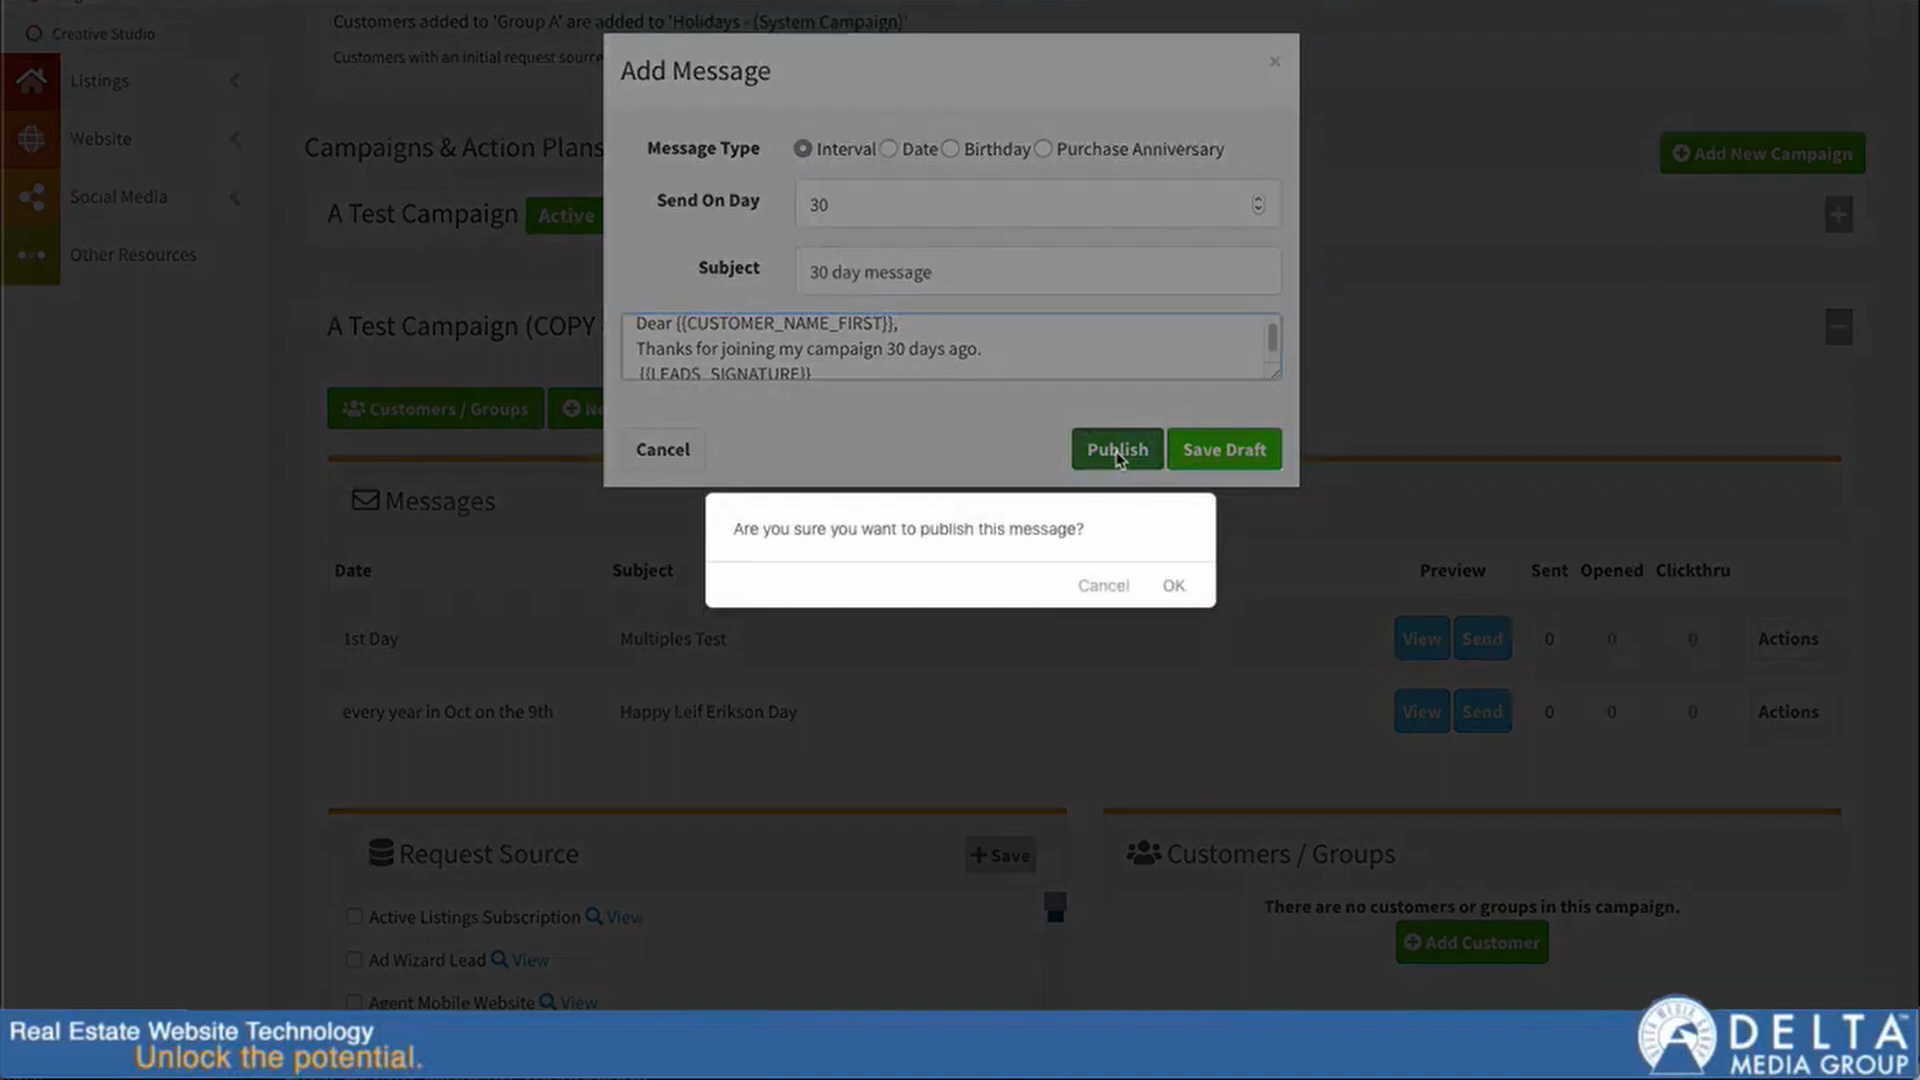 Customers added to 'Group A' are added to 'Holidays - (System Campaign)'
Creative Studio
Customers with an initial request source
Add Message
×
Listings
Message Type
Interval
Date
Birthday
Purchase Anniversary
Website
Campaigns & Action Plans
Add New Campaign
Social Media
Send On Day
30
A Test Campaign
Active
Other Resources
Subject
30 day message
A Test Campaign (COPY
Dear {{CUSTOMER_NAME_FIRST}},
Thanks for joining my campaign 30 days ago.
{{LEADS_SIGNATURE}}
Customers / Groups
Ne
Cancel
Publish
Save Draft
Messages
Are you sure you want to publish this message?
Cancel
OK
Date
Subject
Preview
Sent
Opened
Clickthru
1st Day
Multiples Test
View
Send
0
0
0
Actions
every year in Oct on the 9th
Happy Leif Erikson Day
View
Send
0
0
0
Actions
Request Source
Save
Customers / Groups
Active Listings Subscription
View
There are no customers or groups in this campaign.
Add Customer
Ad Wizard Lead
View
Agent Mobile Website
View
Real Estate Website Technology
Unlock the potential.
DELTA
MEDIA GROUP